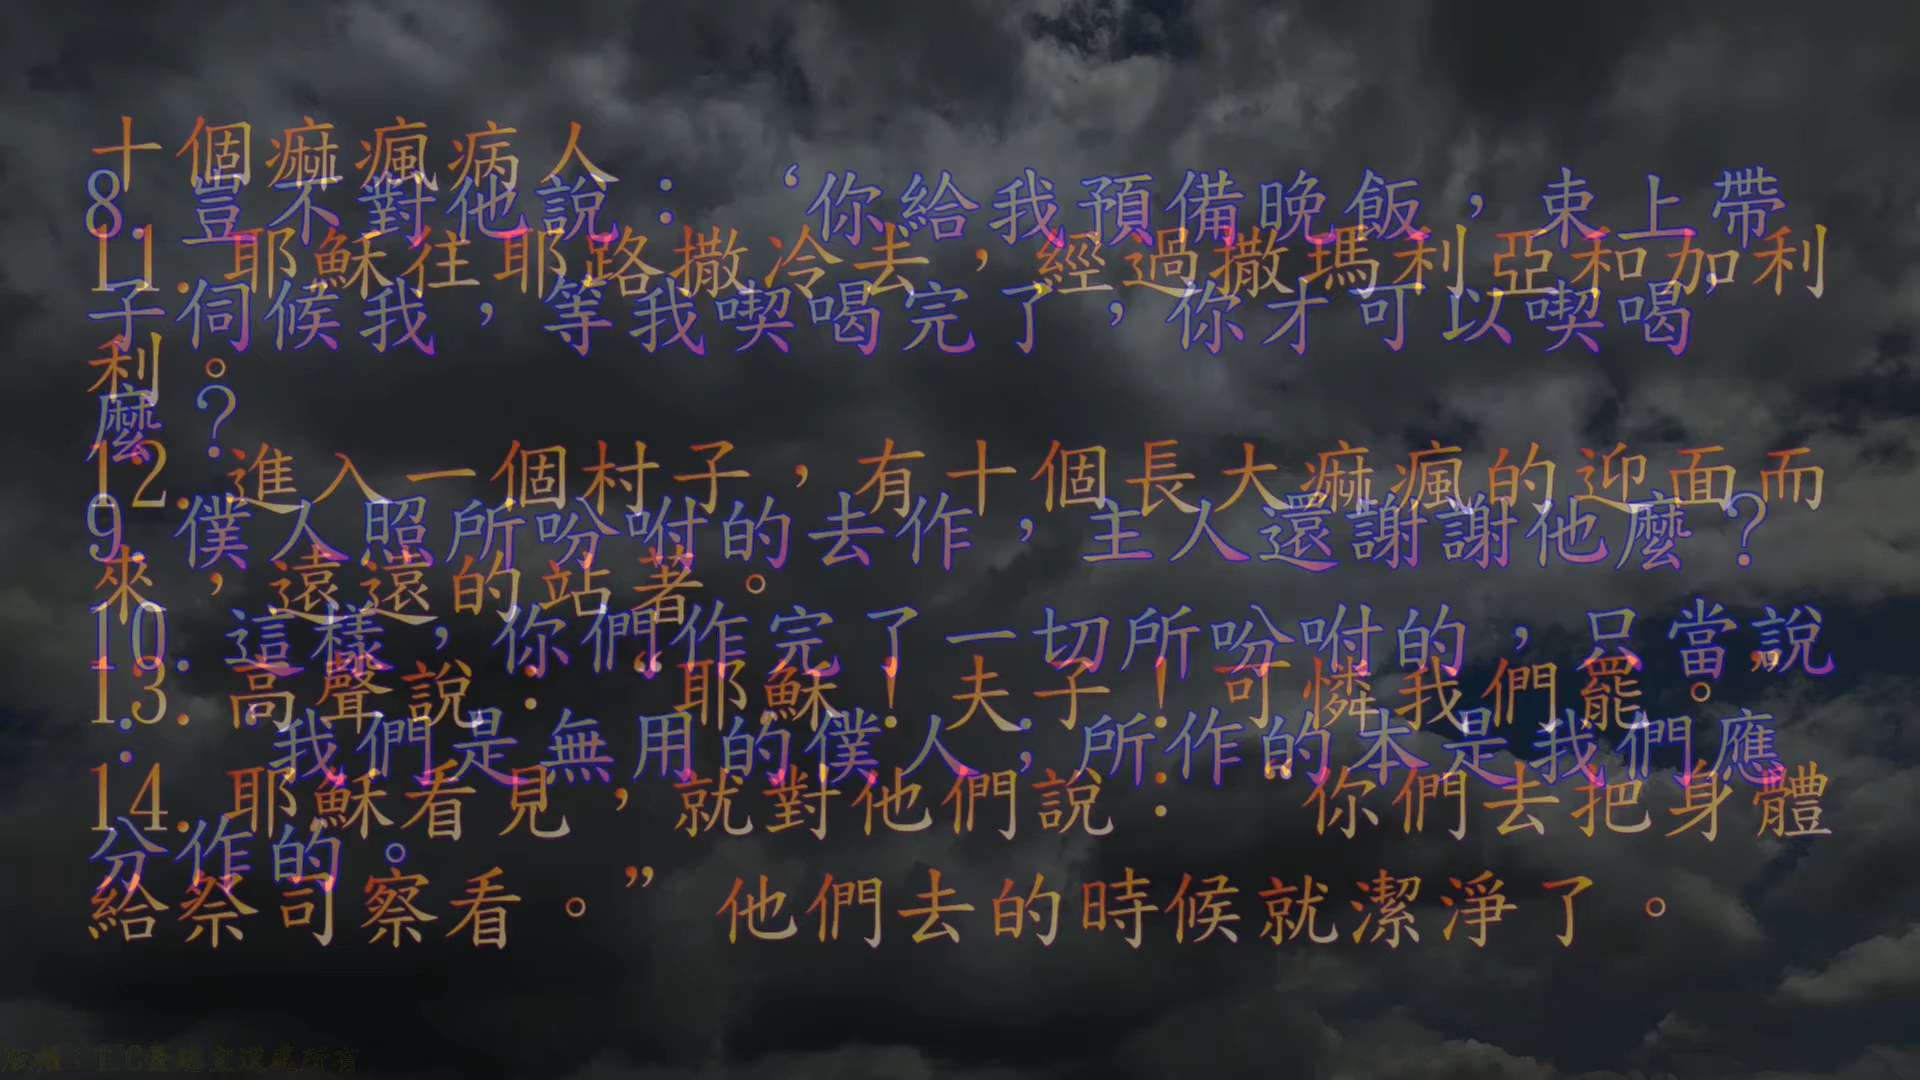 十個痲瘋病人
8. 豈不對他說： ‘你給我預備晚飯，束上帶
11. 耶穌往耶路撒冷去，經過撒瑪利亞和加利
子伺候我，等我喫喝完了，你才可以喫喝’
利。
麼？
12. 進入一個村子，有十個長大痲瘋的迎面而
9. 僕人照所吩咐的去作，主人還謝謝他麼？
來，遠遠的站著。
10. 這樣，你們作完了一切所吩咐的，只當說
13. 高聲說：“耶穌！夫子！可憐我們罷。”
：‘我們是無用的僕人；所作的本是我們應
14. 耶穌看見，就對他們說：“你們去把身體
分作的。
給祭司察看。” 他們去的時候就潔淨了。